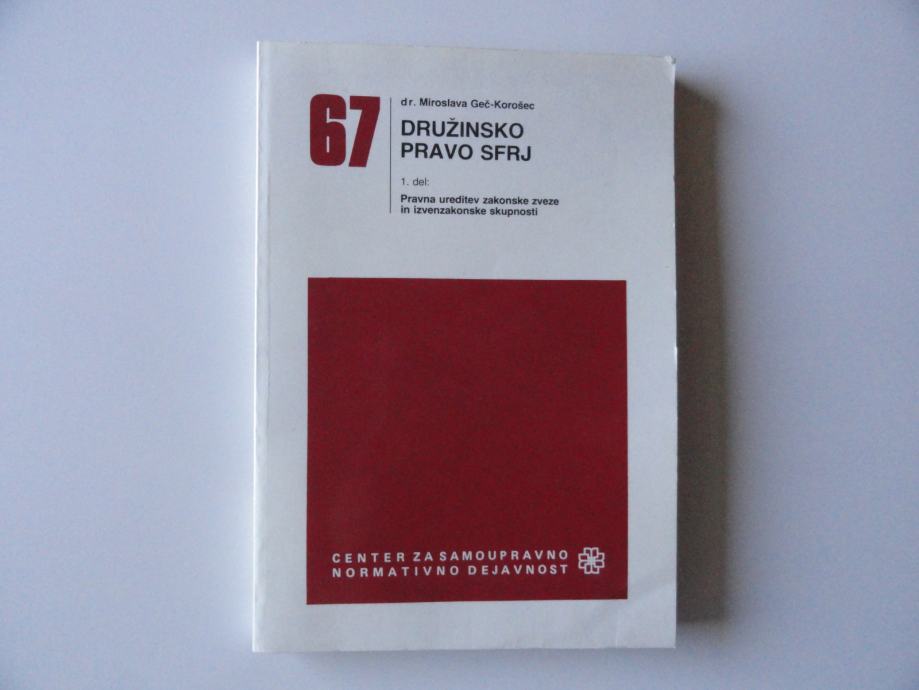 67
dr. Miroslava Geč-Korošec
DRUŽINSKO
PRAVO SFRJ
1. del:
Pravna ureditev zakonske zveze
in izvenzakonske skupnosti
CENTER ZA SAMOUPRAVNO
NORMATIVNO DEJAVNOST